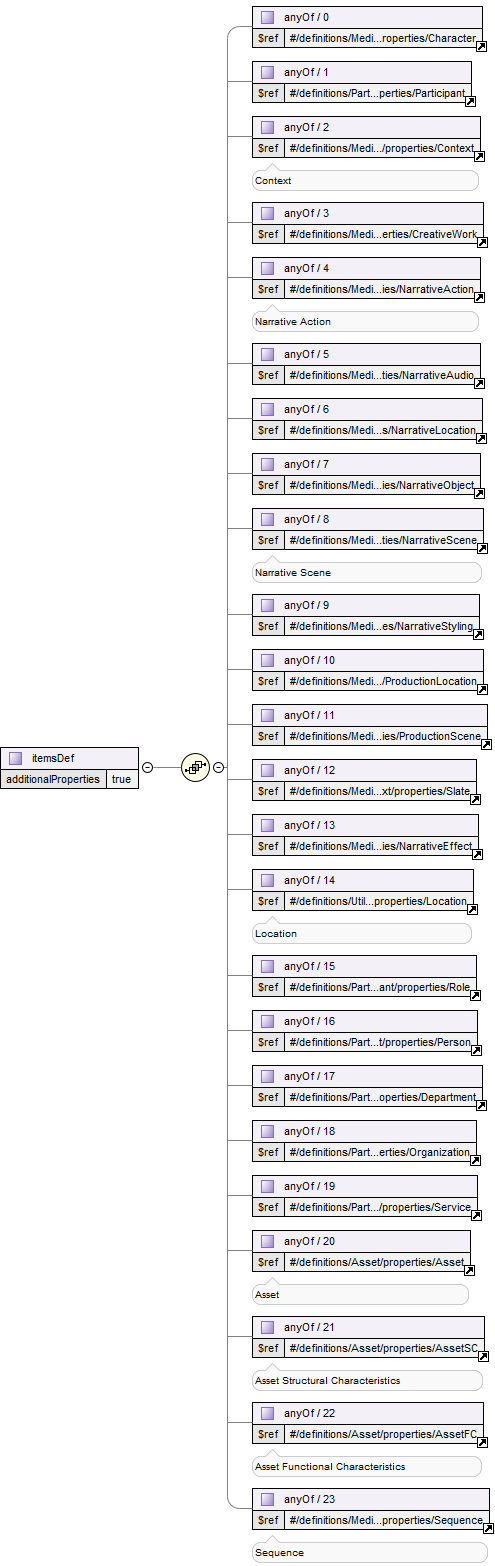 anyOf / 0
$ref #/definitions/Medi...roperties/Character
anyOf / 1
$ref #/definitions/Part...perties/Participant
anyOf / 2
$ref #/definitions/Medi.../properties/Context
Context
anyOf / 3
$ref #/definitions/Medi...erties/CreativeWork
anyOf / 4
$ref #/definitions/Medi...ies/NarrativeAction
Narrative Action
anyOf / 5
$ref #/definitions/Medi...ties/NarrativeAudio
anyOf / 6
$ref #/definitions/Medi...s/NarrativeLocation
anyOf / 7
$ref #/definitions/Medi...ies/NarrativeObject
anyOf / 8
$ref #/definitions/Medi...ties/NarrativeScene
Narrative Scene
anyOf / 9
$ref #/definitions/Medi...es/NarrativeStyling
anyOf / 10
$ref #/definitions/Medi.../ProductionLocation
anyOf / 11
$ref #/definitions/Medi...ies/ProductionScene
itemsDef
additionalProperties true
anyOf / 12
$ref #/definitions/Medi...xt/properties/Slate
anyOf / 13
$ref #/definitions/Medi...ies/NarrativeEffect
anyOf / 14
$ref #/definitions/Util...properties/Location
Location
anyOf / 15
$ref #/definitions/Part...ant/properties/Role
anyOf / 16
$ref #/definitions/Part...t/properties/Person
anyOf / 17
$ref #/definitions/Part...operties/Department
anyOf / 18
$ref #/definitions/Part...erties/Organization
anyOf / 19
$ref #/definitions/Part.../properties/Service
anyOf / 20
$ref #/definitions/Asset/properties/Asset
Asset
anyOf / 21
$ref #/definitions/Asset/properties/AssetSC
Asset Structural Characteristics
anyOf / 22
$ref #/definitions/Asset/properties/AssetFC
Asset Functional Characteristics
anyOf / 23
$ref #/definitions/Medi...properties/Sequence
Sequence